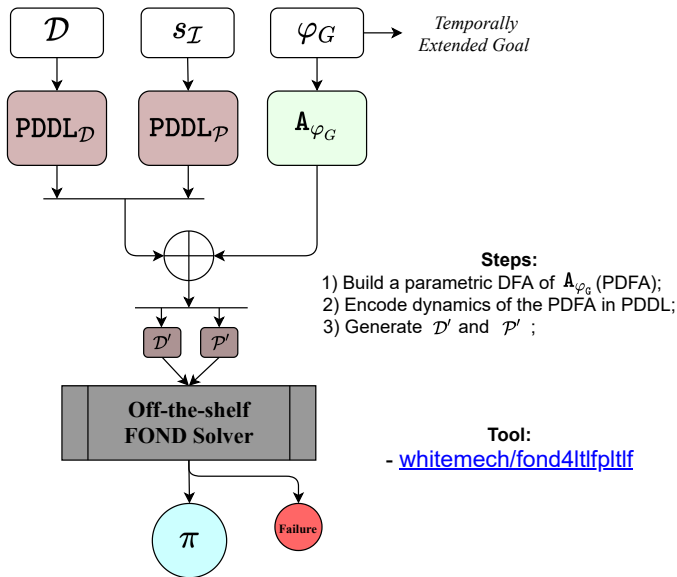 𝒟
s_ℐ
φ_G
Temporally
Extended Goal
PDDL_𝒟
PDDL_𝒫
A_φ_G
Steps:
1) Build a parametric DFA of A_φ_G (PDFA);
2) Encode dynamics of the PDFA in PDDL;
3) Generate 𝒟′ and 𝒫′ ;
𝒟′
𝒫′
Off-the-shelf
FOND Solver
Tool:
- whitemech/fond4ltlfpltlf
π
Failure